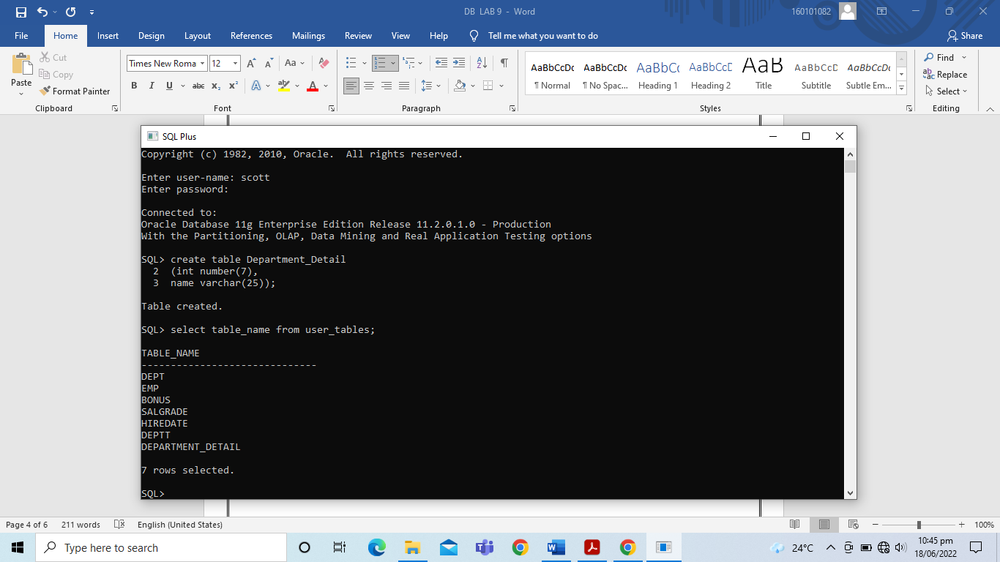 DB LAB 9 - Word
160101082
File Home Insert Design Layout References Mailings Review View Help Tell me what you want to do Share
Paste
Cut
Copy
Format Painter
Clipboard
Times New Roma 12
Aa
B I U abc x₂ x²
A A
Font
Paragraph
AaBbCcDc AaBbCcDc AaBbCc AaBbCcD AaB AaBbCcD AaBbCcDc
¶ Normal ¶ No Spac... Heading 1 Heading 2 Title Subtitle Subtle Em...
Styles
Find
Replace
Select
Editing
SQL Plus
Copyright (c) 1982, 2010, Oracle.  All rights reserved.
Enter user-name: scott
Enter password:
Connected to:
Oracle Database 11g Enterprise Edition Release 11.2.0.1.0 - Production
With the Partitioning, OLAP, Data Mining and Real Application Testing options
SQL> create table Department_Detail
2  (int number(7),
3  name varchar(25));
Table created.
SQL> select table_name from user_tables;
TABLE_NAME
------------------------------
DEPT
EMP
BONUS
SALGRADE
HIREDATE
DEPTT
DEPARTMENT_DETAIL
7 rows selected.
SQL>
Page 4 of 6 211 words English (United States) 100%
Type here to search
24°C
10:45 pm
18/06/2022